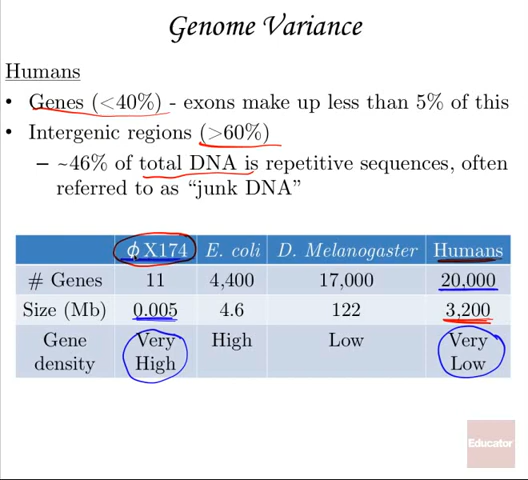 Genome Variance
Humans
• Genes (<40%) - exons make up less than 5% of this
• Intergenic regions (>60%)
– ~46% of total DNA is repetitive sequences, often
referred to as “junk DNA”
ϕX174 E. coli D. Melanogaster Humans
# Genes 11 4,400 17,000 20,000
Size (Mb) 0.005 4.6 122 3,200
Gene density Very High High Low Very Low
Educator